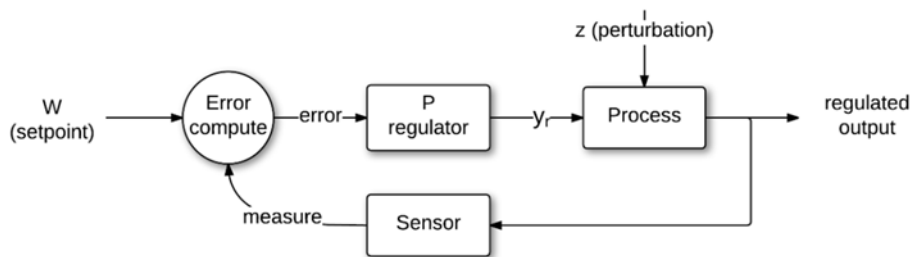 z (perturbation)
W
(setpoint)
Error
compute
error
P
regulator
yr
Process
regulated
output
measure
Sensor